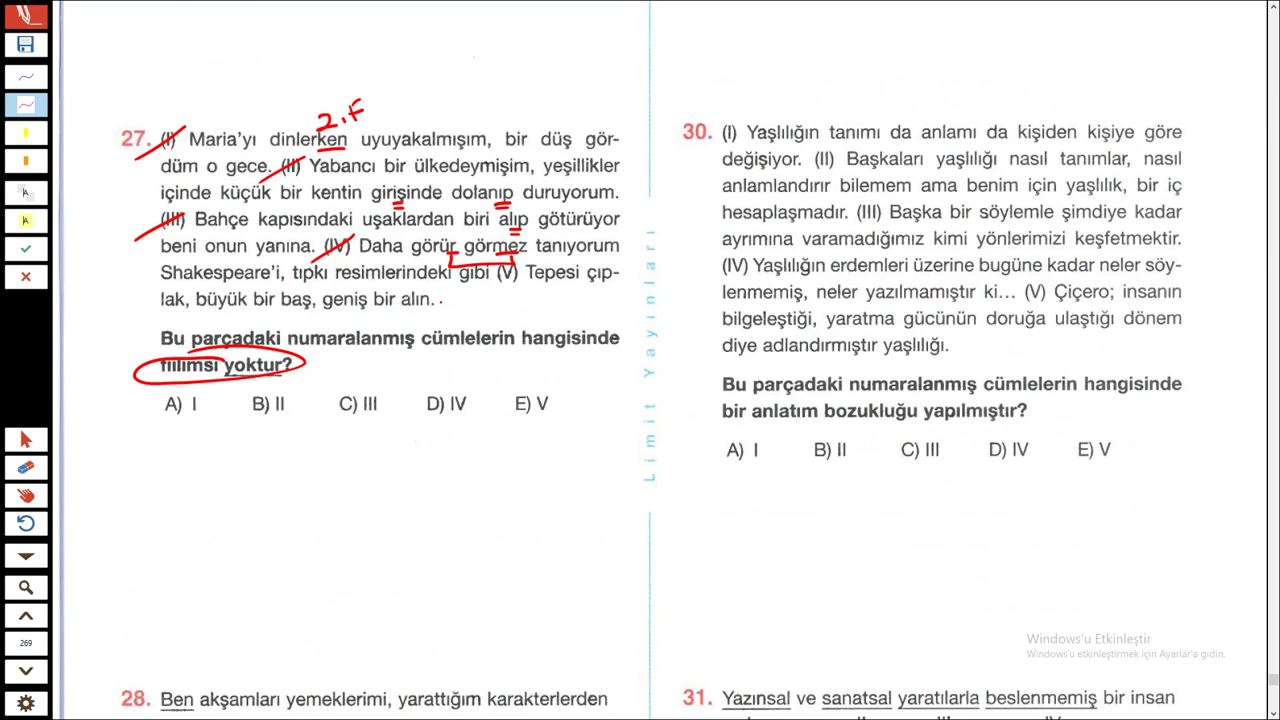 2.F
27. (I) Maria'yı dinlerken uyuyakalmışım, bir düş gör-
düm o gece. (II) Yabancı bir ülkedeymişim, yeşillikler
içinde küçük bir kentin girişinde dolanıp duruyorum.
(III) Bahçe kapısındaki uşaklardan biri alıp götürüyor
beni onun yanına. (IV) Daha görür görmez tanıyorum
Shakespeare'i, tıpkı resimlerindeki gibi (V) Tepesi çıp-
lak, büyük bir baş, geniş bir alın.
Bu parçadaki numaralanmış cümlelerin hangisinde
fiilimsi yoktur?
A) I B) II C) III D) IV E) V
28. Ben akşamları yemeklerimi, yarattığım karakterlerden
Limit Yayınları
30. (I) Yaşlılığın tanımı da anlamı da kişiden kişiye göre
değişiyor. (II) Başkaları yaşlılığı nasıl tanımlar, nasıl
anlamlandırır bilemem ama benim için yaşlılık, bir iç
hesaplaşmadır. (III) Başka bir söylemle şimdiye kadar
ayrımına varamadığımız kimi yönlerimizi keşfetmektir.
(IV) Yaşlılığın erdemleri üzerine bugüne kadar neler söy-
lenmemiş, neler yazılmamıştır ki... (V) Çiçero; insanın
bilgeleştiği, yaratma gücünün doruğa ulaştığı dönem
diye adlandırmıştır yaşlılığı.
Bu parçadaki numaralanmış cümlelerin hangisinde
bir anlatım bozukluğu yapılmıştır?
A) I B) II C) III D) IV E) V
31. Yazınsal ve sanatsal yaratılarla beslenmemiş bir insan
Windows'u Etkinleştir
Windows'u etkinleştirmek için Ayarlar'a gidin.
269